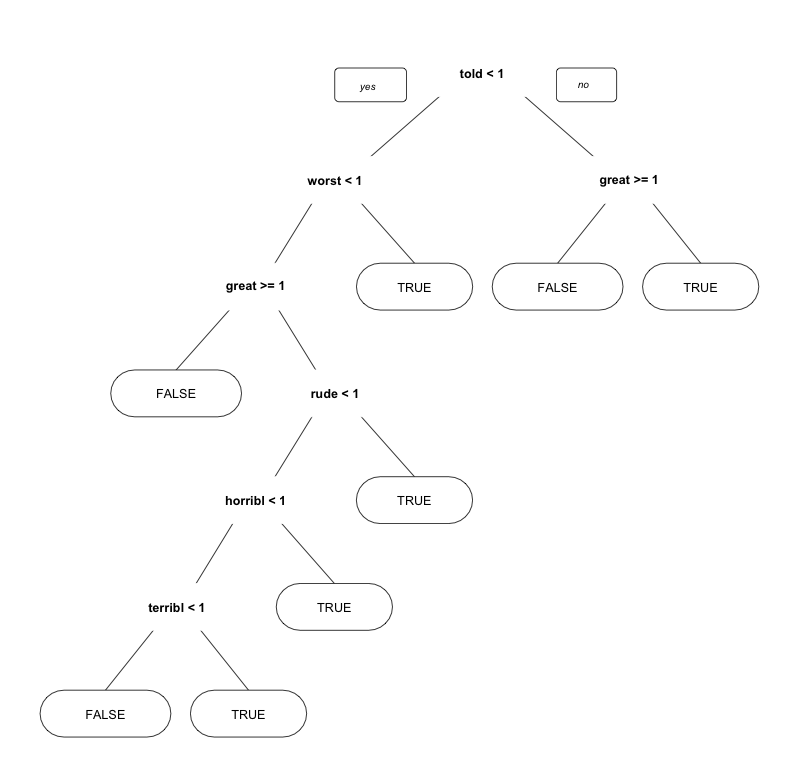 told < 1
yes
no
worst < 1
great >= 1
great >= 1
TRUE
FALSE
TRUE
FALSE
rude < 1
horribl < 1
TRUE
terribl < 1
TRUE
FALSE
TRUE